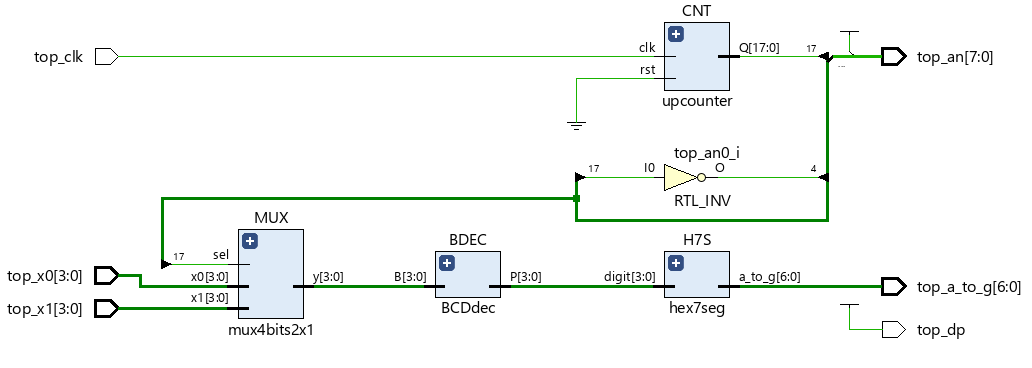 CNT
top_clk
clk
rst
Q[17:0]
17
...
top_an[7:0]
upcounter
top_an0_i
17
I0
O
4
RTL_INV
MUX
17
sel
top_x0[3:0]
x0[3:0]
top_x1[3:0]
x1[3:0]
y[3:0]
mux4bits2x1
BDEC
B[3:0]
P[3:0]
BCDdec
H7S
digit[3:0]
a_to_g[6:0]
hex7seg
top_a_to_g[6:0]
top_dp